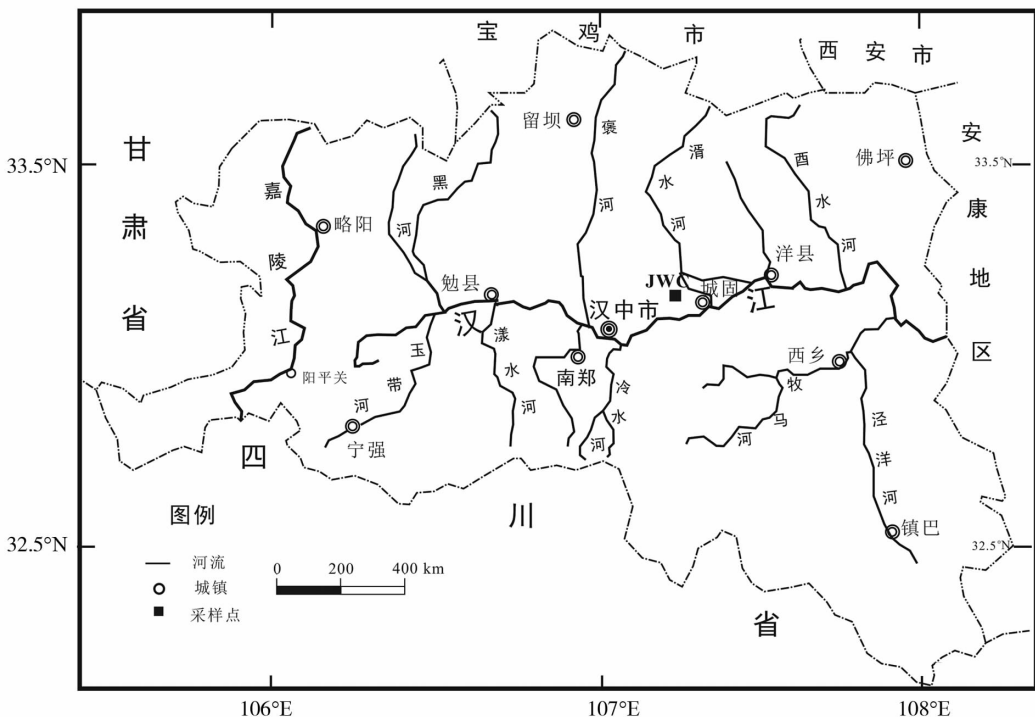 宝鸡市
西安市
甘肃省
安康地区
四川省
33.5°N
33.5°N
32.5°N
32.5°N
留坝
佛坪
略阳
勉县
洋县
JWC
城固
汉中市
阳平关
南郑
西乡
宁强
镇巴
嘉陵江
黑河
褒河
湑水河
酉水河
汉江
玉带河
漾水河
冷水河
牧马河
泾洋河
图例
河流
城镇
采样点
0 200 400 km
106°E 107°E 108°E